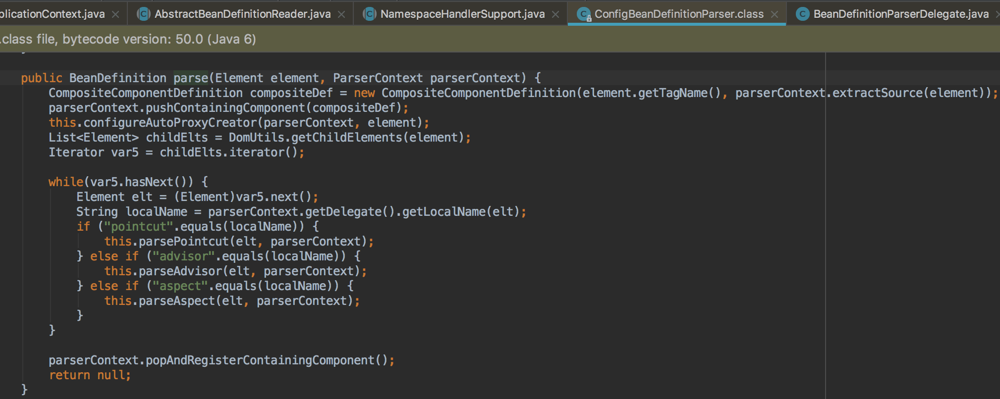 plicationContext.java AbstractBeanDefinitionReader.java NamespaceHandlerSupport.java ConfigBeanDefinitionParser.class BeanDefinitionParserDelegate.java
.class file, bytecode version: 50.0 (Java 6)
public BeanDefinition parse(Element element, ParserContext parserContext) {
CompositeComponentDefinition compositeDef = new CompositeComponentDefinition(element.getTagName(), parserContext.extractSource(element));
parserContext.pushContainingComponent(compositeDef);
this.configureAutoProxyCreator(parserContext, element);
List<Element> childElts = DomUtils.getChildElements(element);
Iterator var5 = childElts.iterator();
while(var5.hasNext()) {
Element elt = (Element)var5.next();
String localName = parserContext.getDelegate().getLocalName(elt);
if ("pointcut".equals(localName)) {
this.parsePointcut(elt, parserContext);
} else if ("advisor".equals(localName)) {
this.parseAdvisor(elt, parserContext);
} else if ("aspect".equals(localName)) {
this.parseAspect(elt, parserContext);
}
}
parserContext.popAndRegisterContainingComponent();
return null;
}